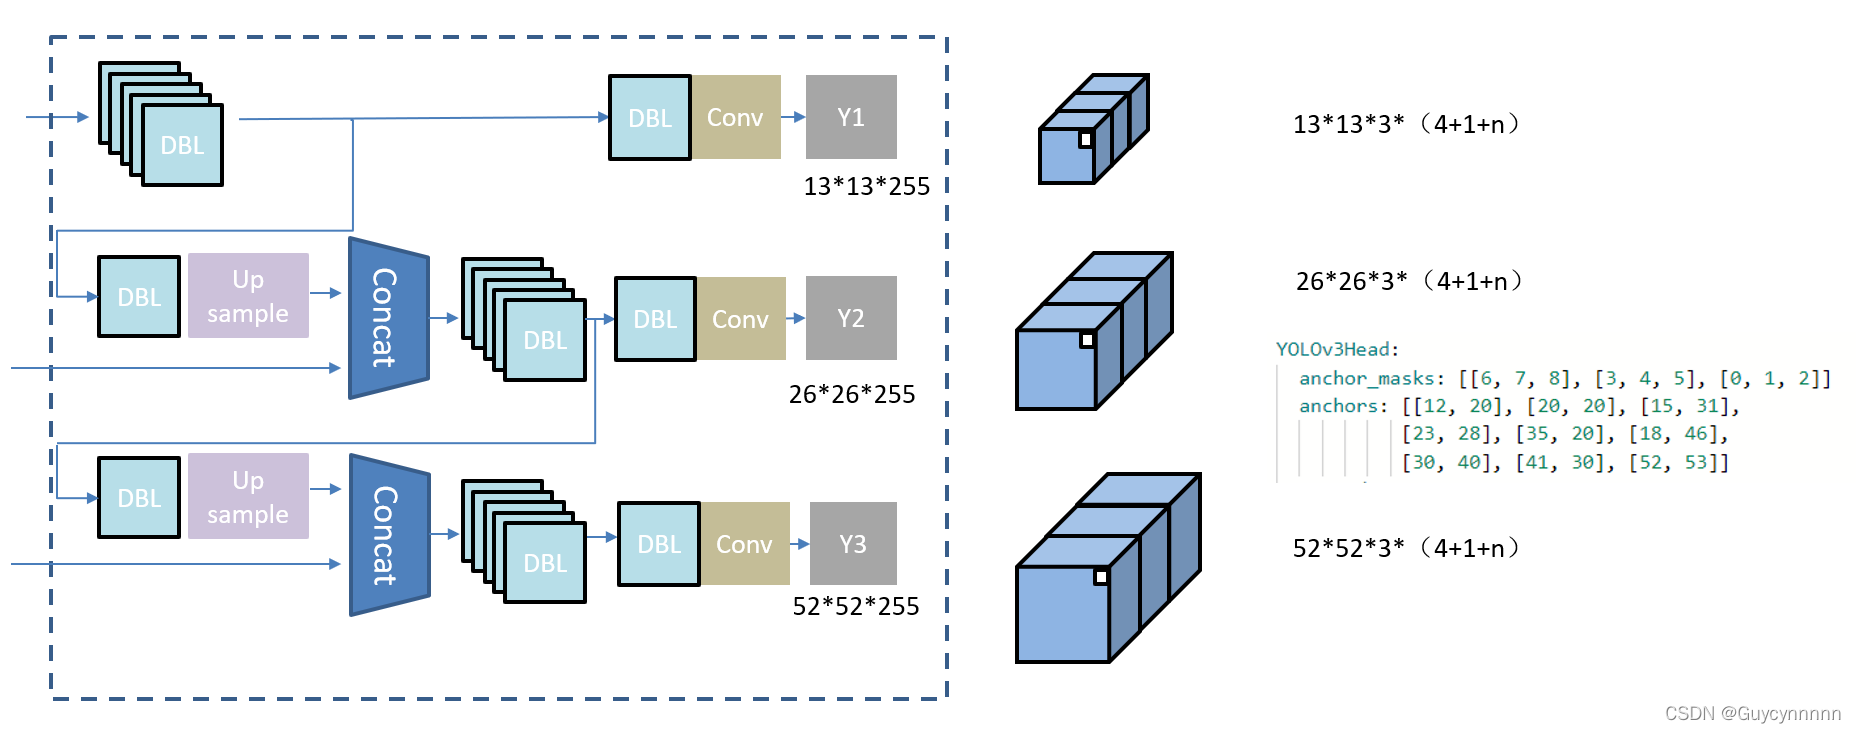 DBL
DBL Conv Y1
13*13*255
DBL
Up
sample
Concat
DBL
DBL Conv Y2
26*26*255
DBL
Up
sample
Concat
DBL
DBL Conv Y3
52*52*255
13*13*3*（4+1+n）
26*26*3*（4+1+n）
YOLOv3Head:
anchor_masks: [[6, 7, 8], [3, 4, 5], [0, 1, 2]]
anchors: [[12, 20], [20, 20], [15, 31],
[23, 28], [35, 20], [18, 46],
[30, 40], [41, 30], [52, 53]]
52*52*3*（4+1+n）
CSDN @Guycynnnnn